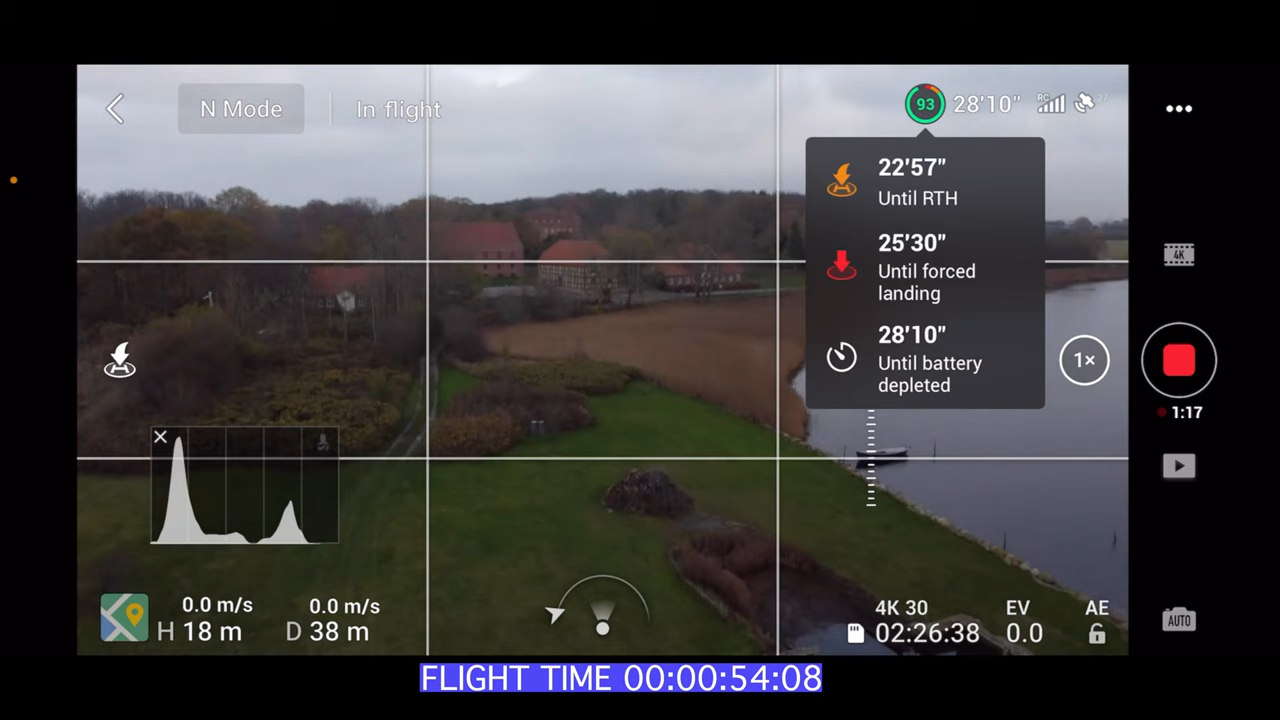 N Mode
In flight
93
28'10"
RC
27
22'57"
Until RTH
25'30"
Until forced
landing
28'10"
Until battery
depleted
4K
1×
1:17
0.0 m/s
0.0 m/s
H 18 m
D 38 m
4K 30
02:26:38
EV
0.0
AE
AUTO
FLIGHT TIME 00:00:54:08